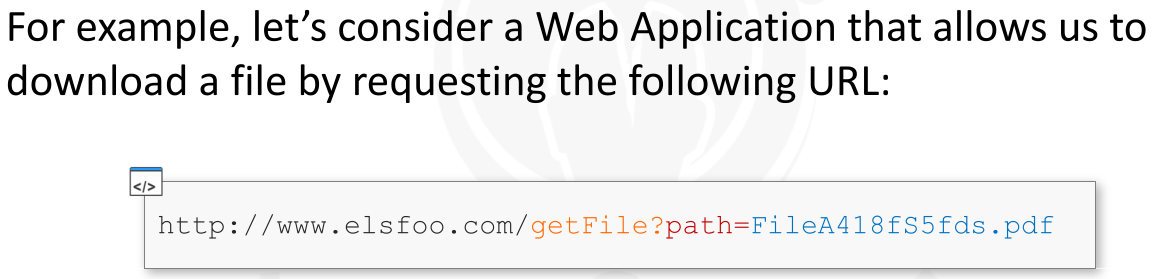 For example, let’s consider a Web Application that allows us to
download a file by requesting the following URL:
</>
http://www.elsfoo.com/getFile?path=FileA418fS5fds.pdf